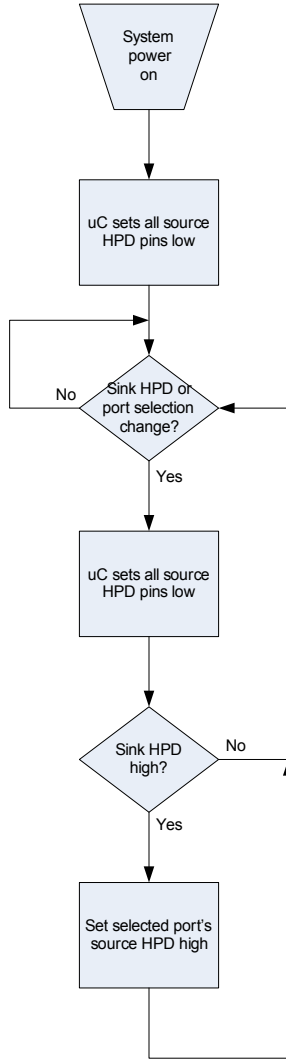 System
power
on
uC sets all source
HPD pins low
Sink HPD or
port selection
change?
No
Yes
uC sets all source
HPD pins low
Sink HPD
high?
No
Yes
Set selected port's
source HPD high